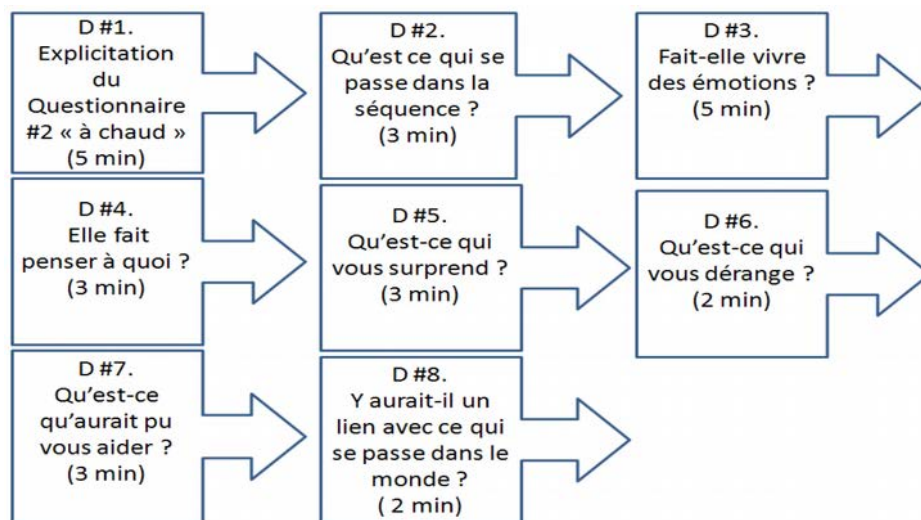 D #1.
Explicitation
du
Questionnaire
#2 « à chaud »
(5 min)
D #2.
Qu’est ce qui se
passe dans la
séquence ?
(3 min)
D #3.
Fait-elle vivre
des émotions ?
(5 min)
D #4.
Elle fait
penser à quoi ?
(3 min)
D #5.
Qu’est-ce qui
vous surprend ?
(3 min)
D #6.
Qu’est-ce qui
vous dérange ?
(2 min)
D #7.
Qu’est-ce
qu’aurait pu
vous aider ?
(3 min)
D #8.
Y aurait-il un
lien avec ce qui
se passe dans le
monde ?
( 2 min)